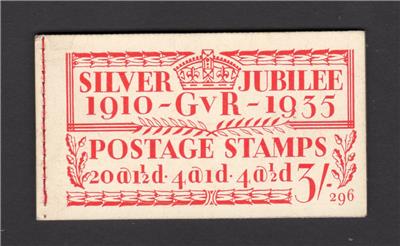 SILVER JUBILEE
1910-GVR-1935
POSTAGE STAMPS
20@1½d·4@1d·4@½d 3/-
296